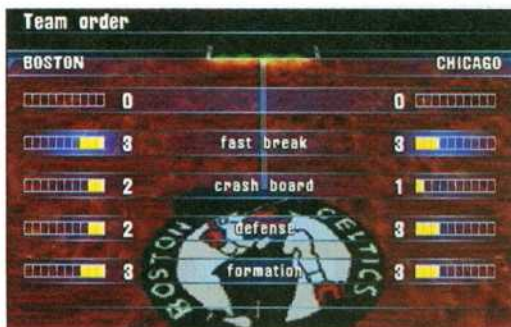 Team order
BOSTON CHICAGO
0 0
3 fast break 3
2 crash board 1
2 defense 3
3 formation 3
BOSTON CELTICS